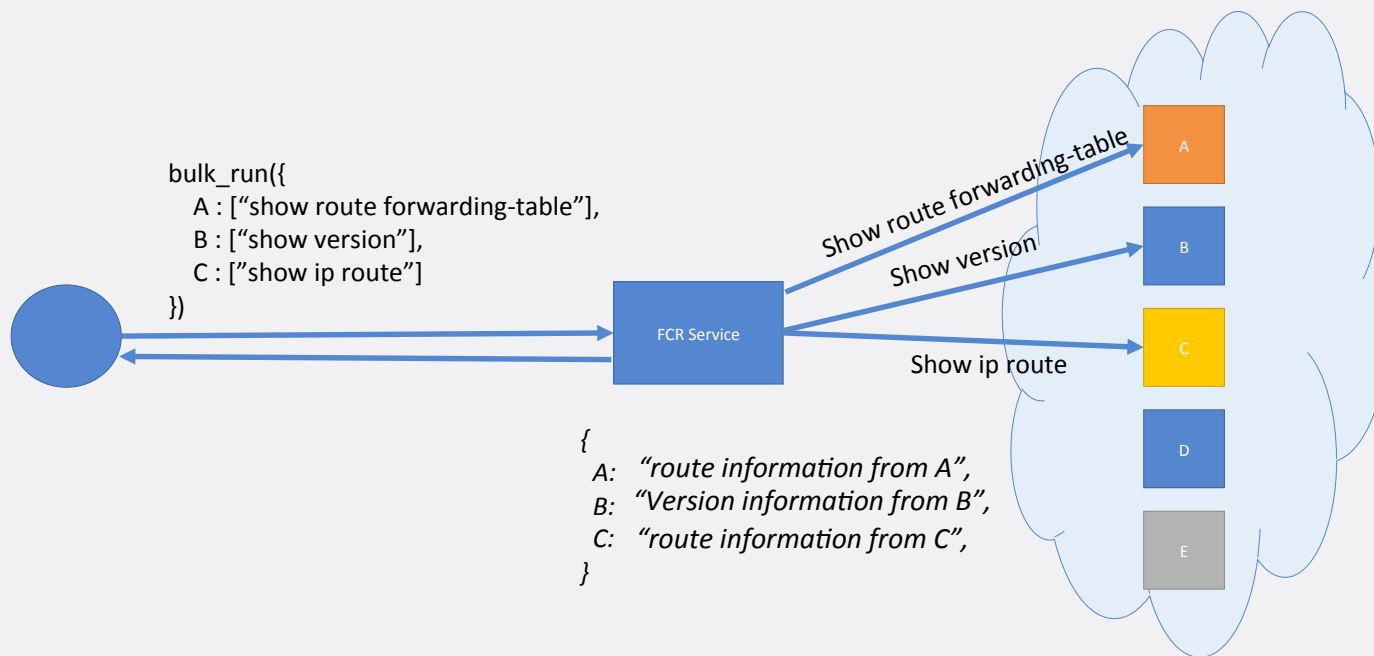 bulk_run({
A : [“show route forwarding-table”],
B : [“show version”],
C : [”show ip route”]
})
FCR Service
Show route forwarding-table
Show version
Show ip route
A
B
C
D
E
{
A: “route information from A”,
B: “Version information from B”,
C: “route information from C”,
}